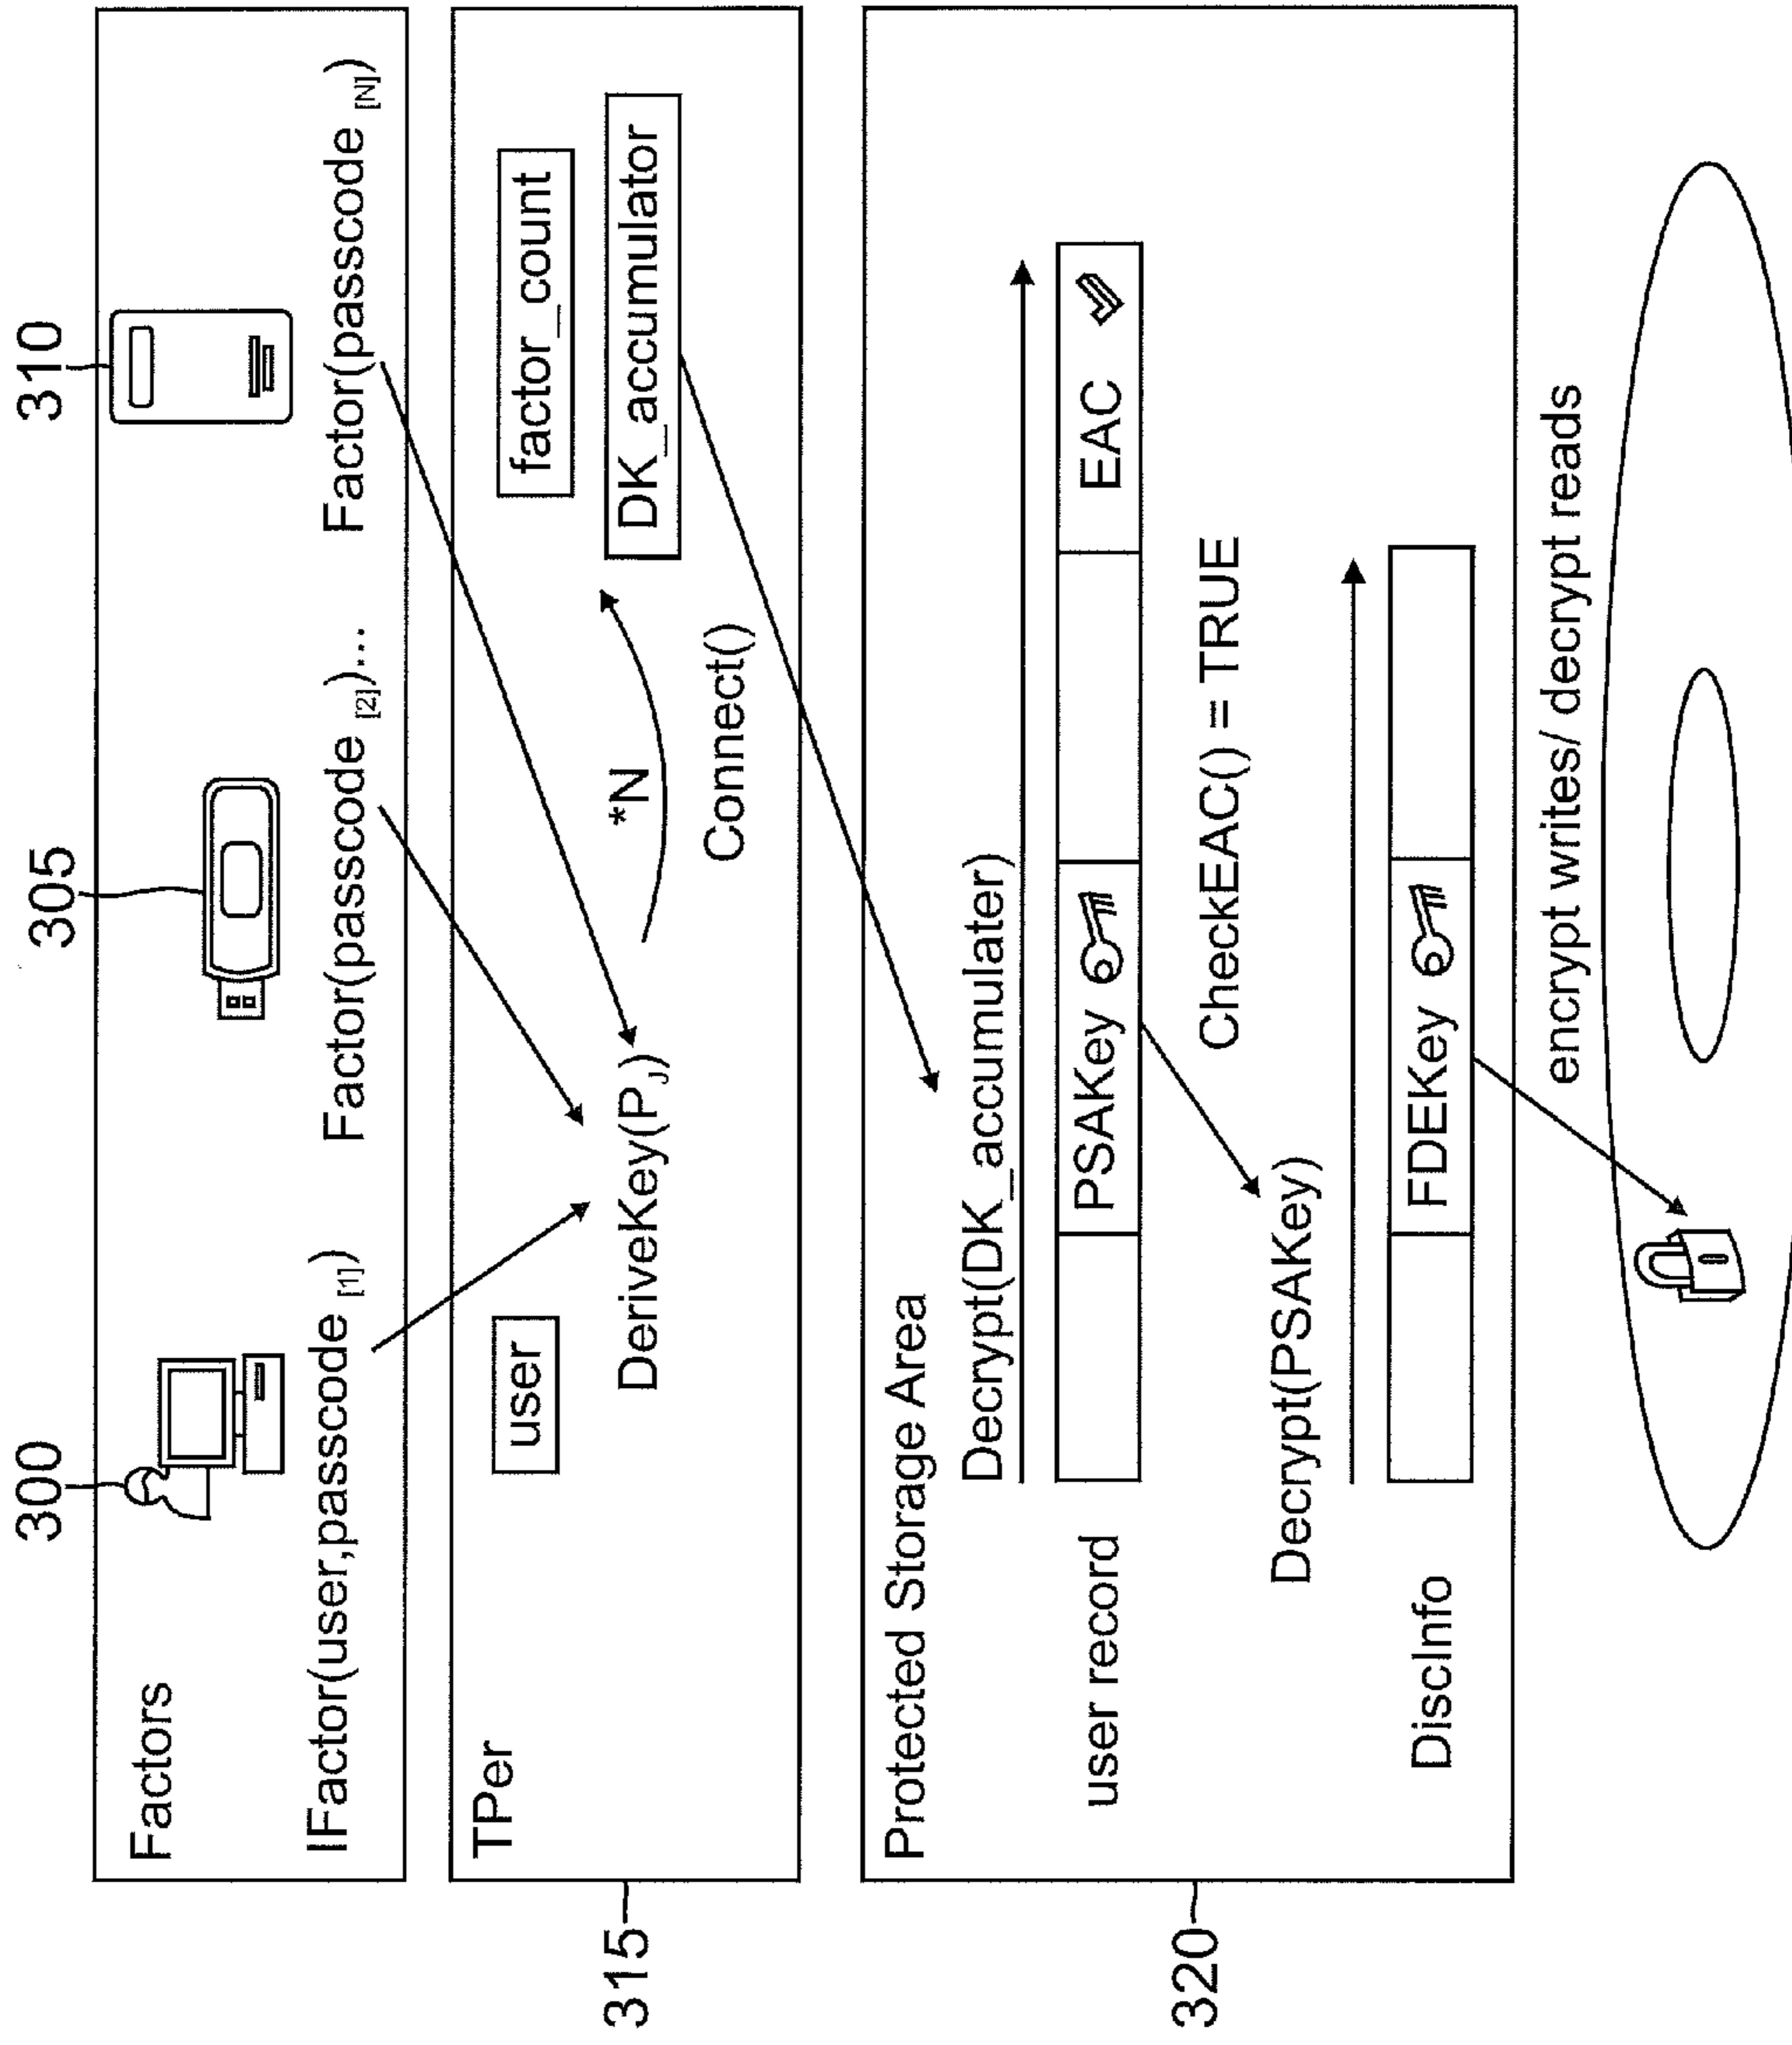 300
305
310
Factors
IFactor(user,passcode [1])
Factor(passcode [2])...
Factor(passcode [N])
315
TPer
user
factor_count
DeriveKey(PJ)
*N
DK_accumulator
Connect()
320
Protected Storage Area
Decrypt(DK_accumulater)
user record
PSAKey
EAC
CheckEAC() = TRUE
Decrypt(PSAKey)
DiscInfo
FDEKey
encrypt writes/ decrypt reads